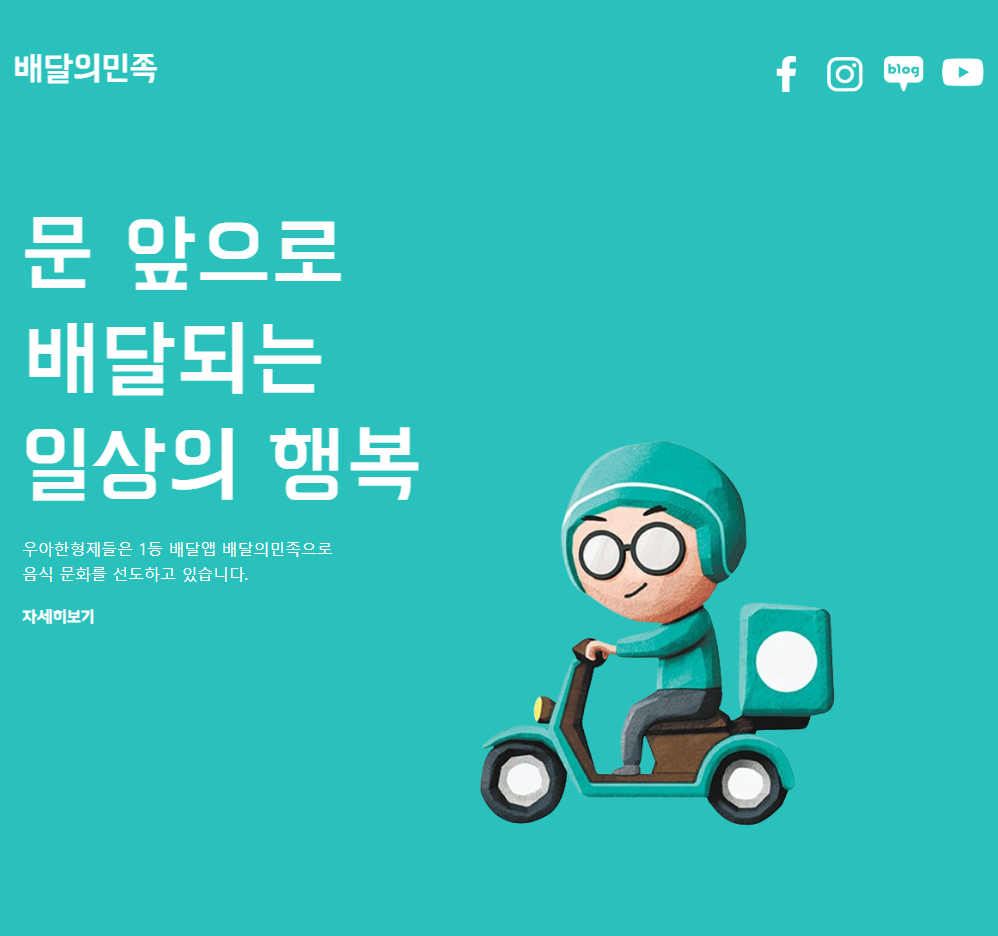 배달의민족
blog
문 앞으로
배달되는
일상의 행복
우아한형제들은 1등 배달앱 배달의민족으로
음식 문화를 선도하고 있습니다.
자세히보기